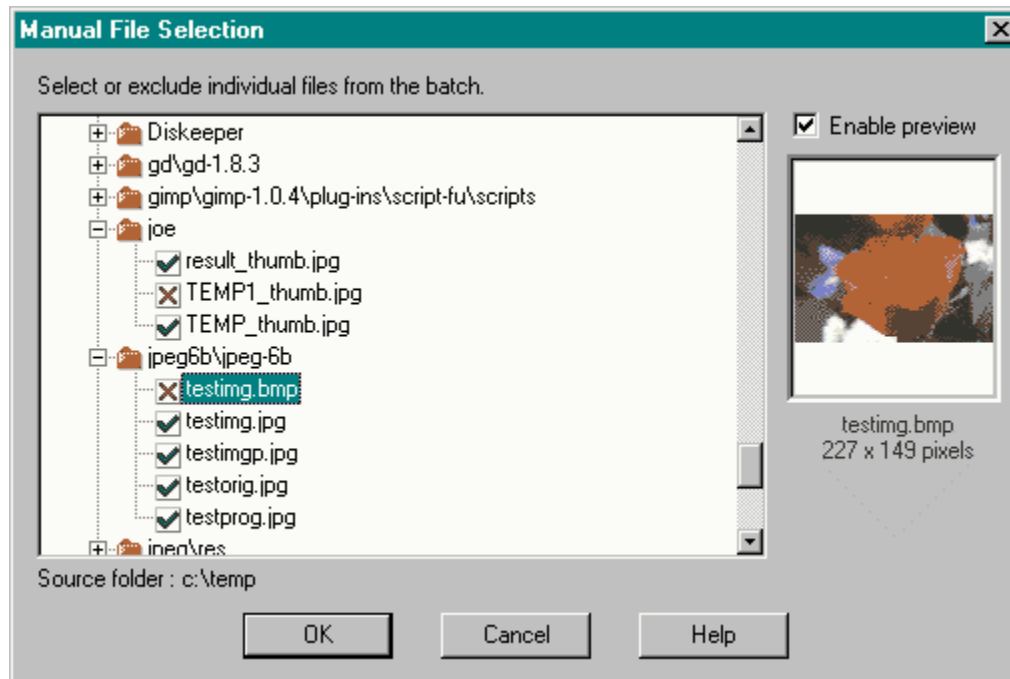 Manual File Selection
Select or exclude individual files from the batch.
Diskeeper
gd\gd-1.8.3
gimp\gimp-1.0.4\plug-ins\script-fu\scripts
joe
result_thumb.jpg
TEMP1_thumb.jpg
TEMP_thumb.jpg
jpeg6b\jpeg-6b
testimg.bmp
testimg.jpg
testimgp.jpg
testorig.jpg
testprog.jpg
jpeg\res
Enable preview
testimg.bmp
227 x 149 pixels
Source folder : c:\temp
OK
Cancel
Help